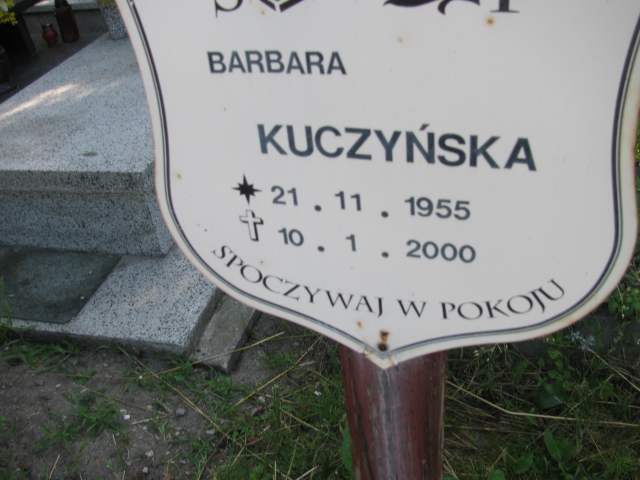 BARBARA
KUCZYŃSKA
21 . 11 . 1955
10 . 1 . 2000
SPOCZYWAJ W POKOJU